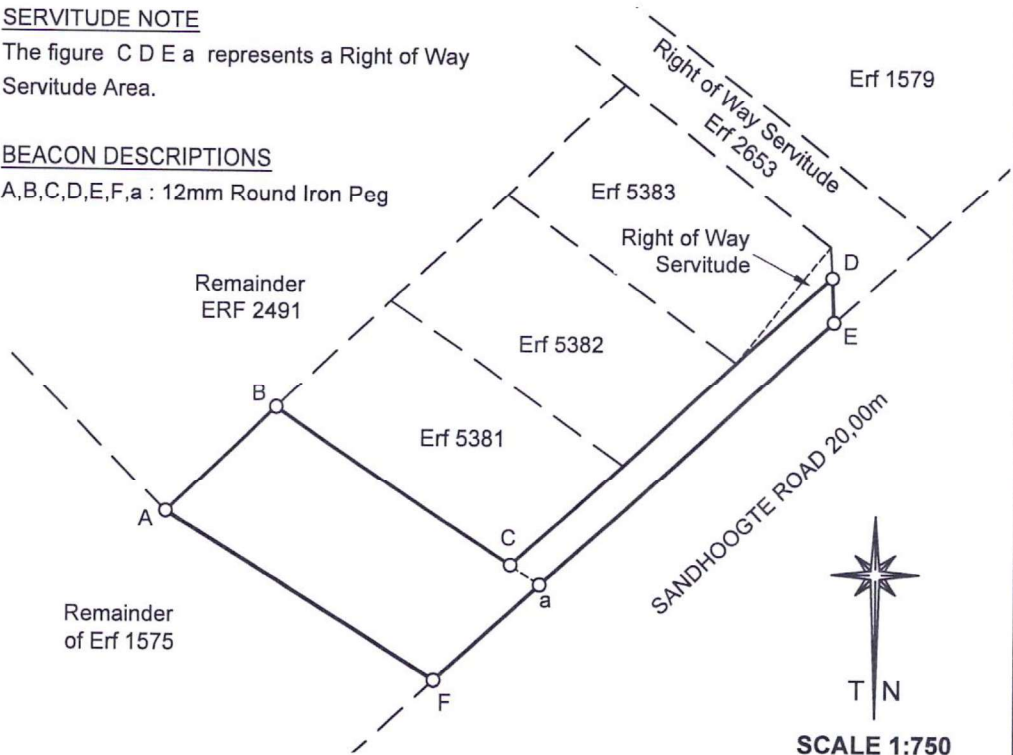 SERVITUDE NOTE
The figure C D E a represents a Right of Way
Servitude Area.
BEACON DESCRIPTIONS
A,B,C,D,E,F,a : 12mm Round Iron Peg
Right of Way Servitude
Erf 2653
Erf 1579
Erf 5383
Right of Way
Servitude
D
E
Remainder
ERF 2491
Erf 5382
B
Erf 5381
A
C
a
SANDHOOGTE ROAD 20,00m
Remainder
of Erf 1575
F
T N
SCALE 1:750